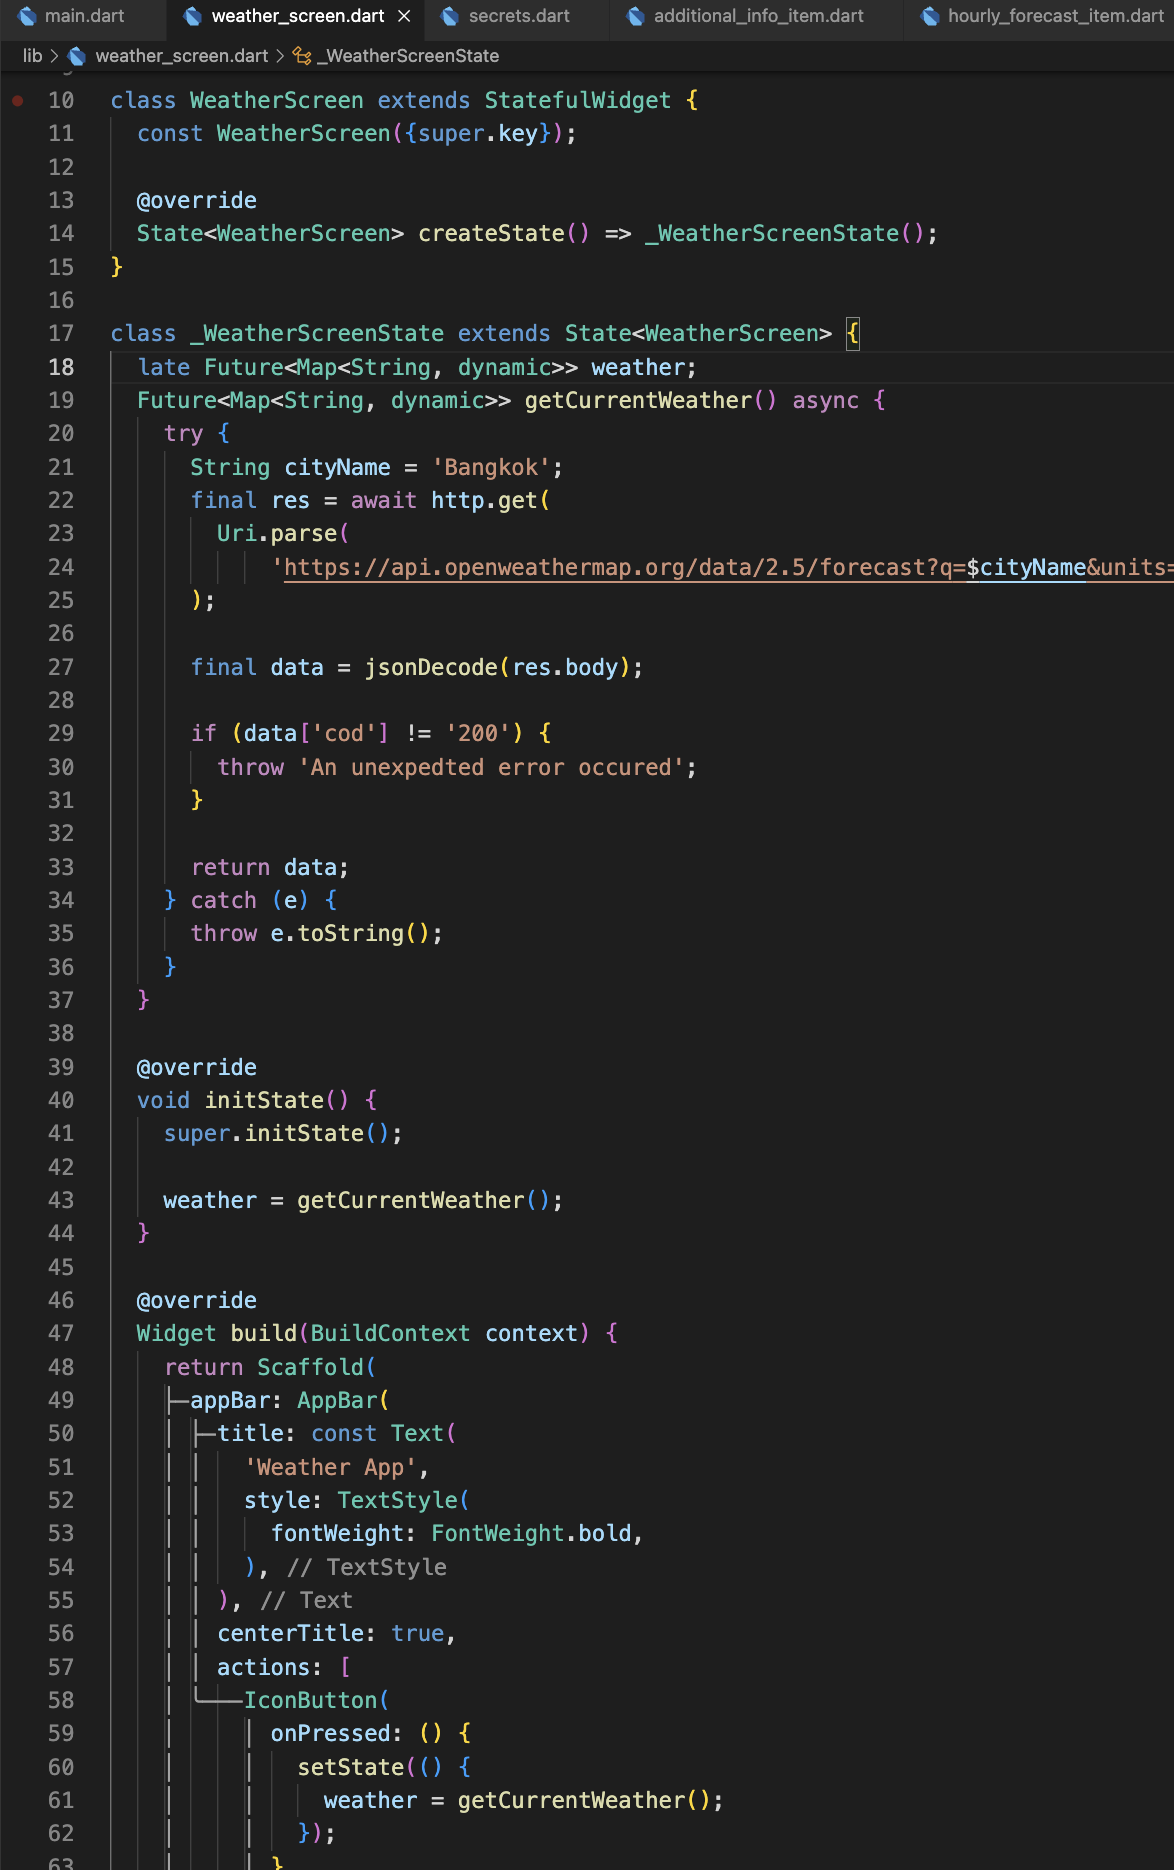 main.dart weather_screen.dart × secrets.dart additional_info_item.dart hourly_forecast_item.dart
lib > weather_screen.dart > _WeatherScreenState
10 class WeatherScreen extends StatefulWidget {
11 const WeatherScreen({super.key});
12
13 @override
14 State<WeatherScreen> createState() => _WeatherScreenState();
15 }
16
17 class _WeatherScreenState extends State<WeatherScreen> {
18 late Future<Map<String, dynamic>> weather;
19 Future<Map<String, dynamic>> getCurrentWeather() async {
20 try {
21 String cityName = 'Bangkok';
22 final res = await http.get(
23 Uri.parse(
24 'https://api.openweathermap.org/data/2.5/forecast?q=$cityName&units=
25 );
26
27 final data = jsonDecode(res.body);
28
29 if (data['cod'] != '200') {
30 throw 'An unexpedted error occured';
31 }
32
33 return data;
34 } catch (e) {
35 throw e.toString();
36 }
37 }
38
39 @override
40 void initState() {
41 super.initState();
42
43 weather = getCurrentWeather();
44 }
45
46 @override
47 Widget build(BuildContext context) {
48 return Scaffold(
49 appBar: AppBar(
50 title: const Text(
51 'Weather App',
52 style: TextStyle(
53 fontWeight: FontWeight.bold,
54 ), // TextStyle
55 ), // Text
56 centerTitle: true,
57 actions: [
58 IconButton(
59 onPressed: () {
60 setState(() {
61 weather = getCurrentWeather();
62 });
63 }